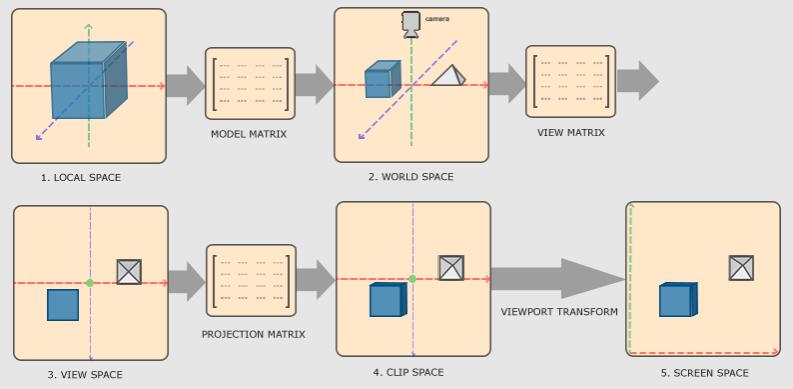 camera
MODEL MATRIX
VIEW MATRIX
1. LOCAL SPACE
2. WORLD SPACE
PROJECTION MATRIX
VIEWPORT TRANSFORM
3. VIEW SPACE
4. CLIP SPACE
5. SCREEN SPACE